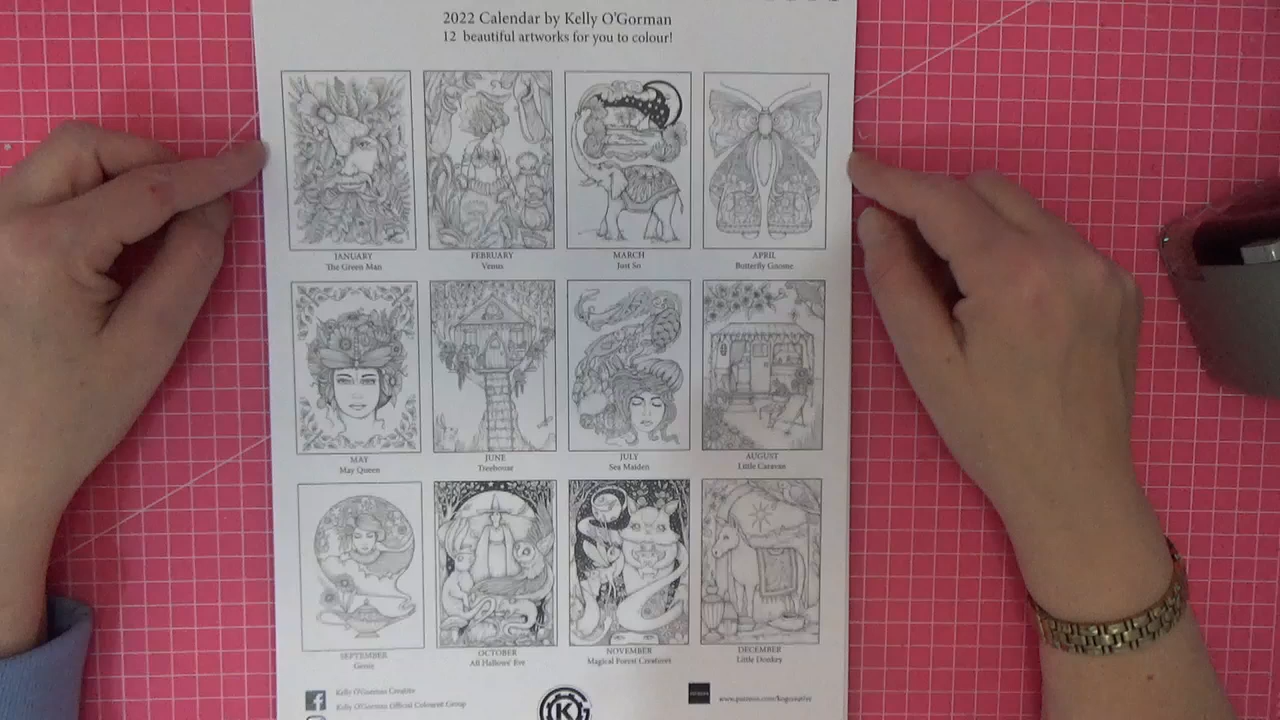 2022 Calendar by Kelly O'Gorman
12 beautiful artworks for you to colour!
JANUARY
The Green Man
FEBRUARY
Venus
MARCH
Just So
APRIL
Butterfly Gnome
MAY
May Queen
JUNE
Treehouse
JULY
Sea Maiden
AUGUST
Little Caravan
SEPTEMBER
Genie
OCTOBER
All Hallows' Eve
NOVEMBER
Magical Forest Creatures
DECEMBER
Little Donkey
Kelly O'Gorman Creative
Kelly O'Gorman Official Colourist Group
K